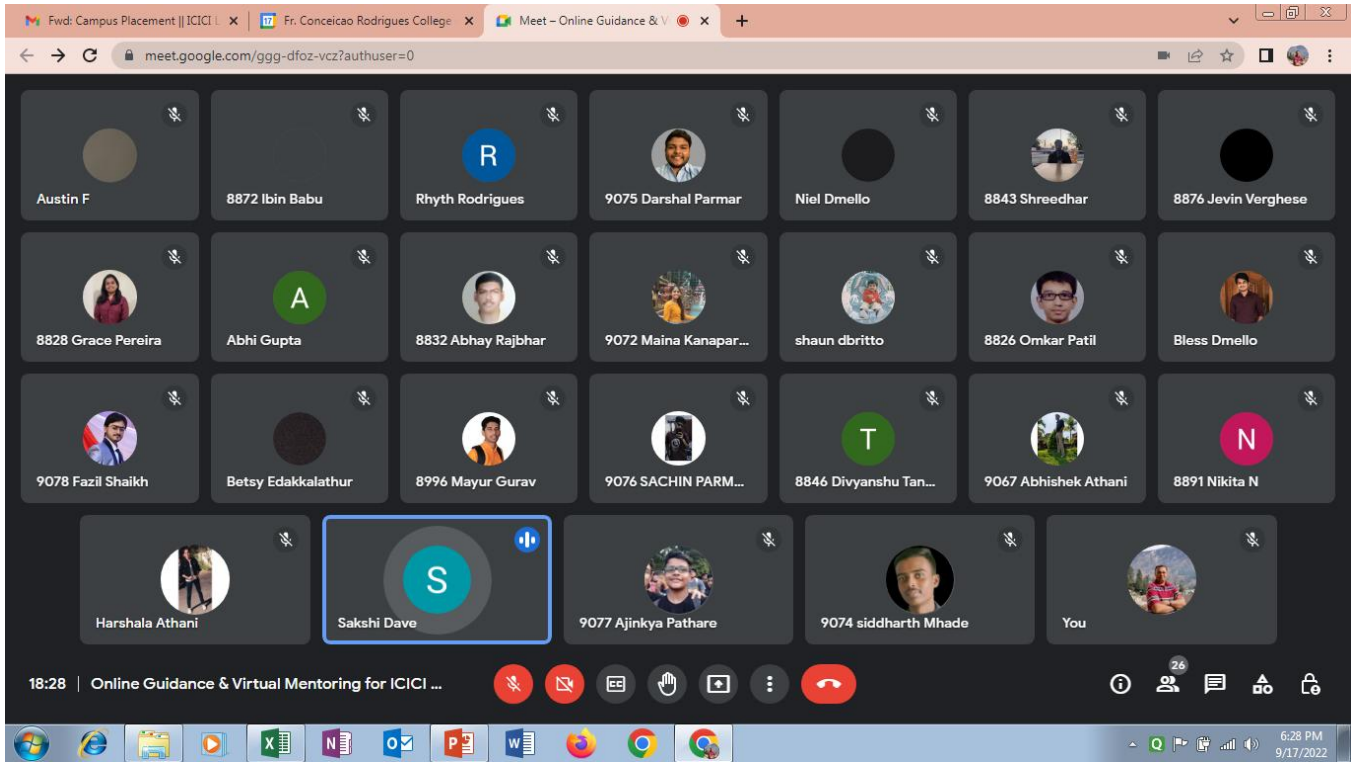 Fwd: Campus Placement || ICICI L
17 Fr. Conceicao Rodrigues College
Meet – Online Guidance & V
meet.google.com/ggg-dfoz-vcz?authuser=0
Austin F
8872 Ibin Babu
R
Rhyth Rodrigues
9075 Darshal Parmar
Niel Dmello
8843 Shreedhar
8876 Jevin Verghese
8828 Grace Pereira
A
Abhi Gupta
8832 Abhay Rajbhar
9072 Maina Kanapar...
shaun dbritto
8826 Omkar Patil
Bless Dmello
9078 Fazil Shaikh
Betsy Edakkalathur
8996 Mayur Gurav
9076 SACHIN PARM...
T
8846 Divyanshu Tan...
9067 Abhishek Athani
N
8891 Nikita N
Harshala Athani
S
Sakshi Dave
9077 Ajinkya Pathare
9074 siddharth Mhade
You
18:28 | Online Guidance & Virtual Mentoring for ICICI ...
CC
26
6:28 PM
9/17/2022